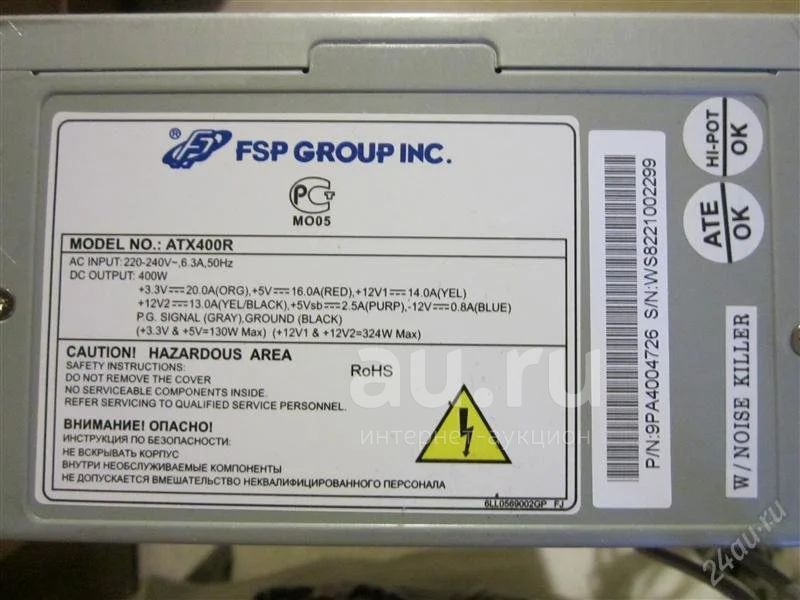 ® FSP GROUP INC.
PCT
MO05
MODEL NO.: ATX400R
AC INPUT: 220-240V~,6.3A,50Hz
DC OUTPUT: 400W
+3.3V⎓20.0A(ORG),+5V⎓16.0A(RED),+12V1⎓14.0A(YEL)
+12V2⎓13.0A(YEL/BLACK),+5Vsb⎓2.5A(PURP),-12V⎓0.8A(BLUE)
P.G. SIGNAL (GRAY),GROUND (BLACK)
(+3.3V & +5V=130W Max) (+12V1 & +12V2=324W Max)
CAUTION! HAZARDOUS AREA
SAFETY INSTRUCTIONS:
DO NOT REMOVE THE COVER
NO SERVICEABLE COMPONENTS INSIDE.
REFER SERVICING TO QUALIFIED SERVICE PERSONNEL.
RoHS
ВНИМАНИЕ! ОПАСНО!
ИНСТРУКЦИЯ ПО БЕЗОПАСНОСТИ
НЕ ВСКРЫВАТЬ КОРПУС
ВНУТРИ НЕОБСЛУЖИВАЕМЫЕ КОМПОНЕНТЫ
НЕ ДОПУСКАЕТСЯ ВМЕШАТЕЛЬСТВО НЕКВАЛИФИЦИРОВАННОГО ПЕРСОНАЛА
6LL0569002GP FJ
P/N:9PA4004726 S/N:WS8221002299
HI-POT
OK
ATE
OK
W/NOISE KILLER
au.ru
интернет-аукцион
24au.ru